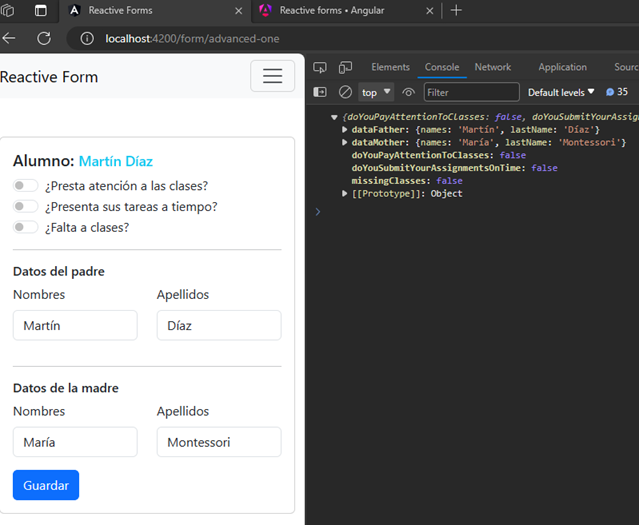 Reactive Forms
Reactive forms • Angular
localhost:4200/form/advanced-one
Reactive Form
Alumno: Martín Díaz
¿Presta atención a las clases?
¿Presenta sus tareas a tiempo?
¿Falta a clases?
Datos del padre
Nombres Apellidos
Martín Díaz
Datos de la madre
Nombres Apellidos
María Montessori
Guardar
Elements Console Network Application Sourc
top Filter Default levels 35
{doYouPayAttentionToClasses: false, doYouSubmitYourAssign
dataFather: {names: 'Martín', lastName: 'Díaz'}
dataMother: {names: 'María', lastName: 'Montessori'}
doYouPayAttentionToClasses: false
doYouSubmitYourAssignmentsOnTime: false
missingClasses: false
[[Prototype]]: Object